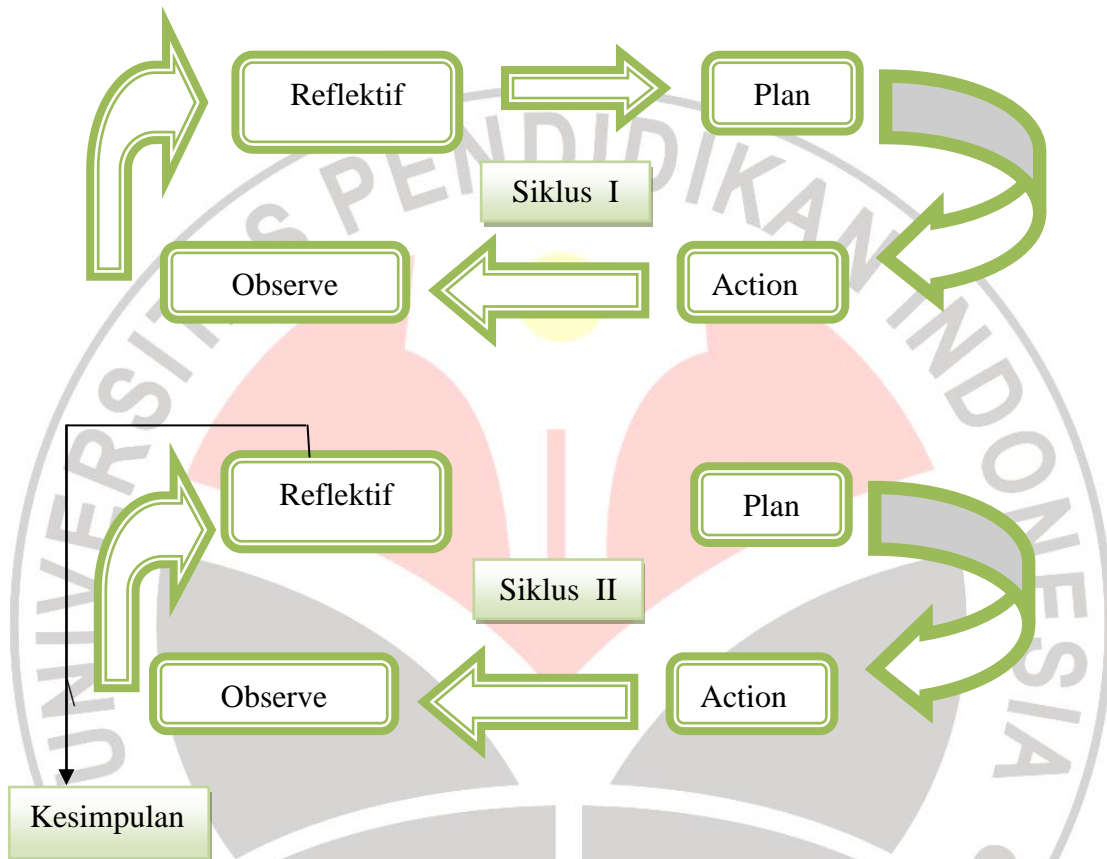 Reflektif
Plan
Siklus I
Observe
Action
Reflektif
Plan
Siklus II
Observe
Action
Kesimpulan
UNIVERSITAS PENDIDIKAN INDONESIA